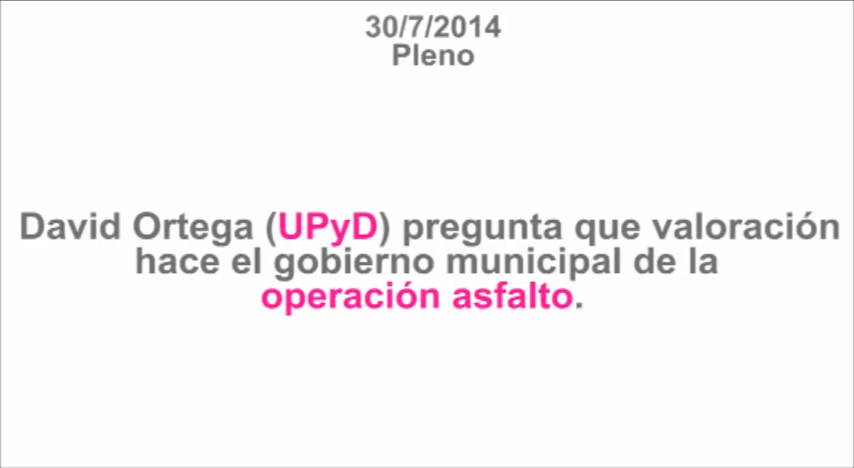 30/7/2014
Pleno
David Ortega (UPyD) pregunta que valoración
hace el gobierno municipal de la
operación asfalto.